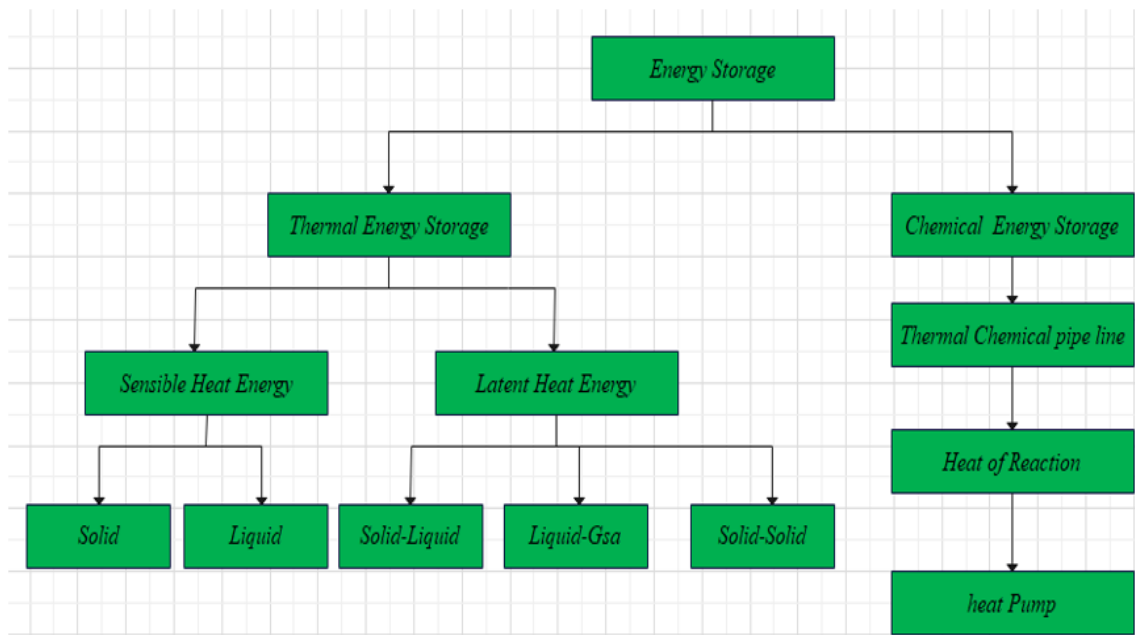 Energy Storage
Thermal Energy Storage
Chemical Energy Storage
Thermal Chemical pipe line
Sensible Heat Energy
Latent Heat Energy
Heat of Reaction
Solid
Liquid
Solid-Liquid
Liquid-Gsa
Solid-Solid
heat Pump